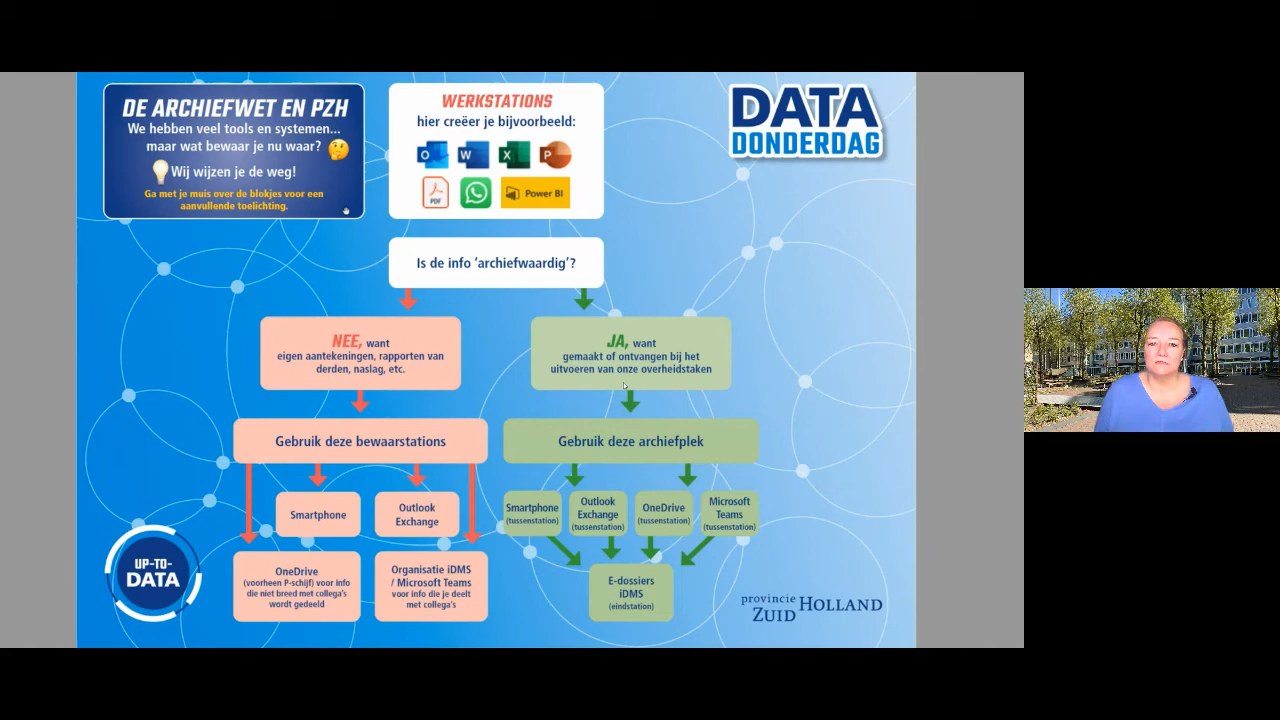 DE ARCHIEFWET EN PZH
We hebben veel tools en systemen...
maar wat bewaar je nu waar?
Wij wijzen je de weg!
Ga met je muis over de blokjes voor een
aanvullende toelichting.
WERKSTATIONS
hier creëer je bijvoorbeeld:
O
W
X
P
PDF
Power BI
DATA
DONDERDAG
Is de info ‘archiefwaardig’?
NEE, want
eigen aantekeningen, rapporten van
derden, naslag, etc.
JA, want
gemaakt of ontvangen bij het
uitvoeren van onze overheidstaken
Gebruik deze bewaarstations
Gebruik deze archiefplek
Smartphone
Outlook
Exchange
Smartphone
(tussenstation)
Outlook
Exchange
(tussenstation)
OneDrive
(tussenstation)
Microsoft
Teams
(tussenstation)
OneDrive
(voorheen P-schijf) voor info
die niet breed met collega's
wordt gedeeld
Organisatie iDMS
/ Microsoft Teams
voor info die je deelt
met collega's
E-dossiers
iDMS
(eindstation)
UP-TO-
DATA
provincie HOLLAND
ZUID